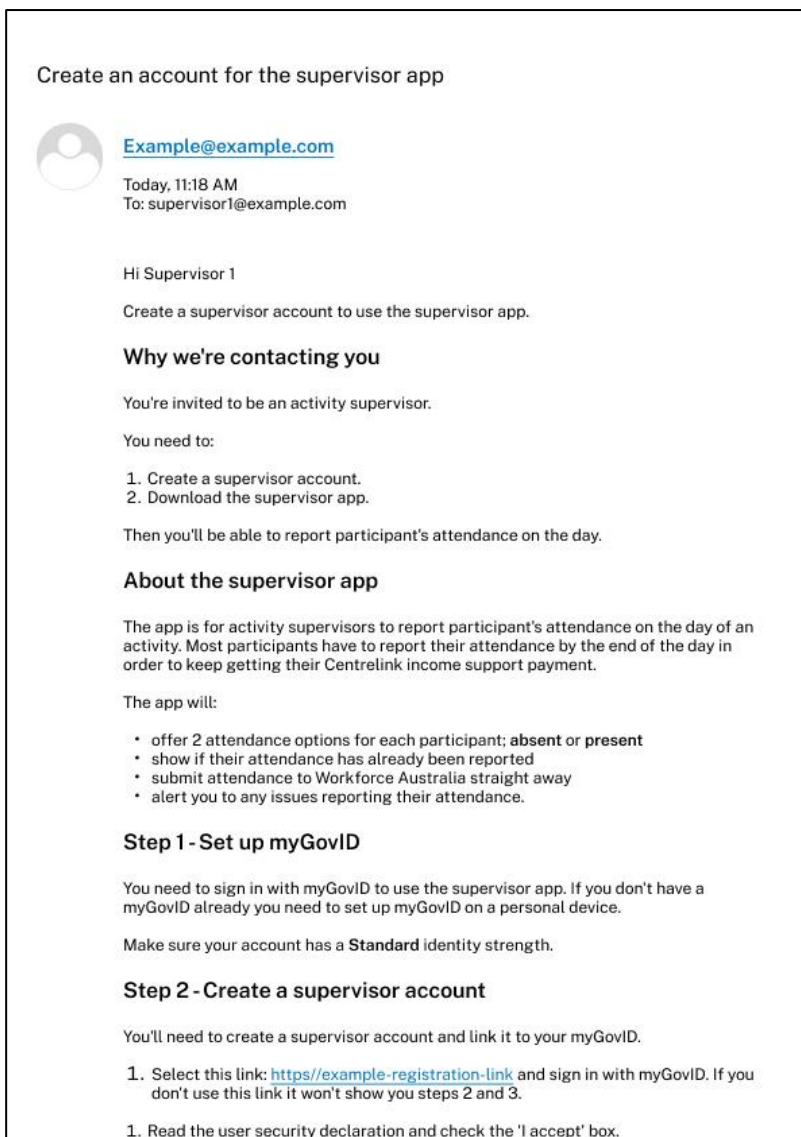 Create an account for the supervisor app
Example@example.com
Today, 11:18 AM
To: supervisor1@example.com
Hi Supervisor 1
Create a supervisor account to use the supervisor app.
Why we're contacting you
You're invited to be an activity supervisor.
You need to:
1. Create a supervisor account.
2. Download the supervisor app.
Then you'll be able to report participant's attendance on the day.
About the supervisor app
The app is for activity supervisors to report participant's attendance on the day of an
activity. Most participants have to report their attendance by the end of the day in
order to keep getting their Centrelink income support payment.
The app will:
• offer 2 attendance options for each participant; absent or present
• show if their attendance has already been reported
• submit attendance to Workforce Australia straight away
• alert you to any issues reporting their attendance.
Step 1 - Set up myGovID
You need to sign in with myGovID to use the supervisor app. If you don't have a
myGovID already you need to set up myGovID on a personal device.
Make sure your account has a Standard identity strength.
Step 2 - Create a supervisor account
You'll need to create a supervisor account and link it to your myGovID.
1. Select this link: https//example-registration-link and sign in with myGovID. If you
don't use this link it won't show you steps 2 and 3.
1. Read the user security declaration and check the 'I accept' box.